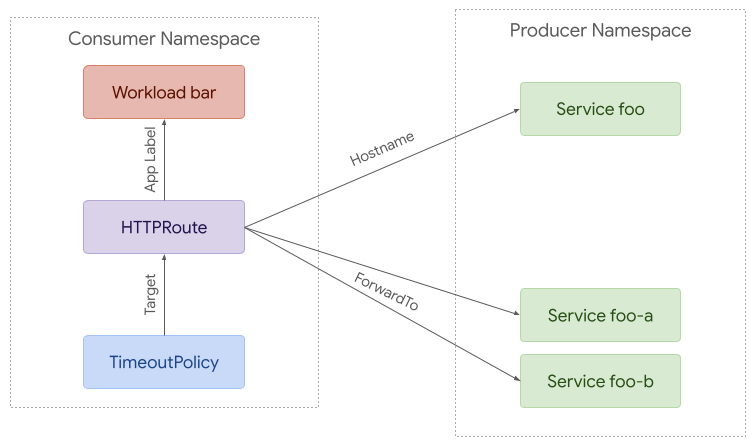 Consumer Namespace
Workload bar
App Label
HTTPRoute
Target
TimeoutPolicy
Hostname
ForwardTo
Producer Namespace
Service foo
Service foo-a
Service foo-b